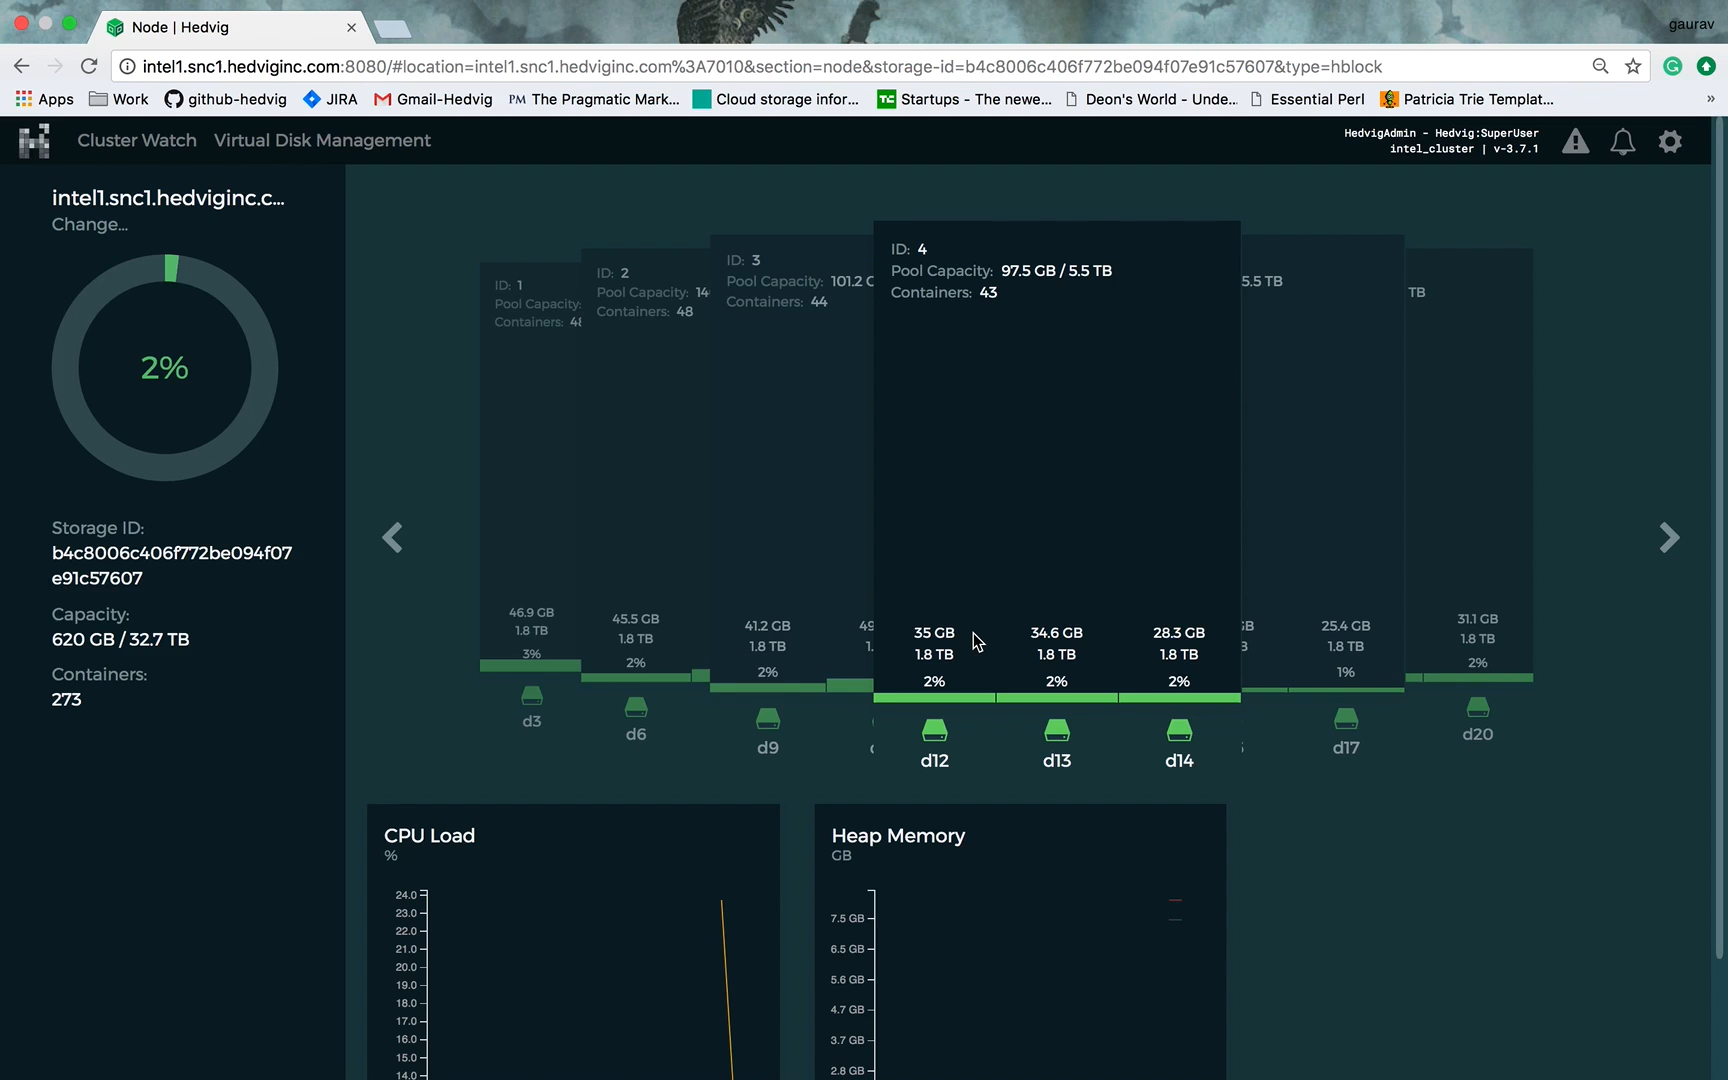 Node | Hedvig
gaurav
intel1.snc1.hedviginc.com:8080/#location=intel1.snc1.hedviginc.com%3A7010&section=node&storage-id=b4c8006c406f772be094f07e91c57607&type=hblock
Apps Work github-hedvig JIRA Gmail-Hedvig PM The Pragmatic Mark... Cloud storage infor... TC Startups - The newe... Deon's World - Unde... Essential Perl Patricia Trie Templat... »
Cluster Watch Virtual Disk Management
HedvigAdmin - Hedvig:SuperUser
intel_cluster | v-3.7.1
intel1.snc1.hedviginc.c...
Change...
2%
Storage ID:
b4c8006c406f772be094f07
e91c57607
Capacity:
620 GB / 32.7 TB
Containers:
273
ID: 1
Pool Capacity:
Containers: 48
46.9 GB
1.8 TB
3%
d3
ID: 2
Pool Capacity: 14
Containers: 48
45.5 GB
1.8 TB
2%
d6
ID: 3
Pool Capacity: 101.2 G
Containers: 44
41.2 GB
1.8 TB
2%
d9
49
1.
ID: 4
Pool Capacity: 97.5 GB / 5.5 TB
Containers: 43
35 GB 34.6 GB 28.3 GB
1.8 TB 1.8 TB 1.8 TB
2% 2% 2%
d12 d13 d14
5.5 TB
25.4 GB
1.8 TB
1%
d17
TB
31.1 GB
1.8 TB
2%
d20
CPU Load
%
24.0
23.0
22.0
21.0
20.0
19.0
18.0
17.0
16.0
15.0
14.0
Heap Memory
GB
7.5 GB
6.5 GB
5.6 GB
4.7 GB
3.7 GB
2.8 GB